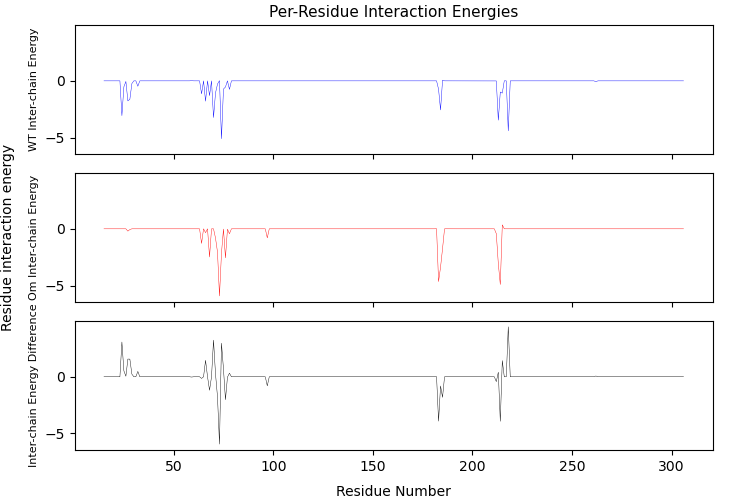 Per-Residue Interaction Energies
Residue interaction energy
WT Inter-chain Energy
0
−5
Om Inter-chain Energy
0
−5
Inter-chain Energy Difference
0
−5
50
100
150
200
250
300
Residue Number